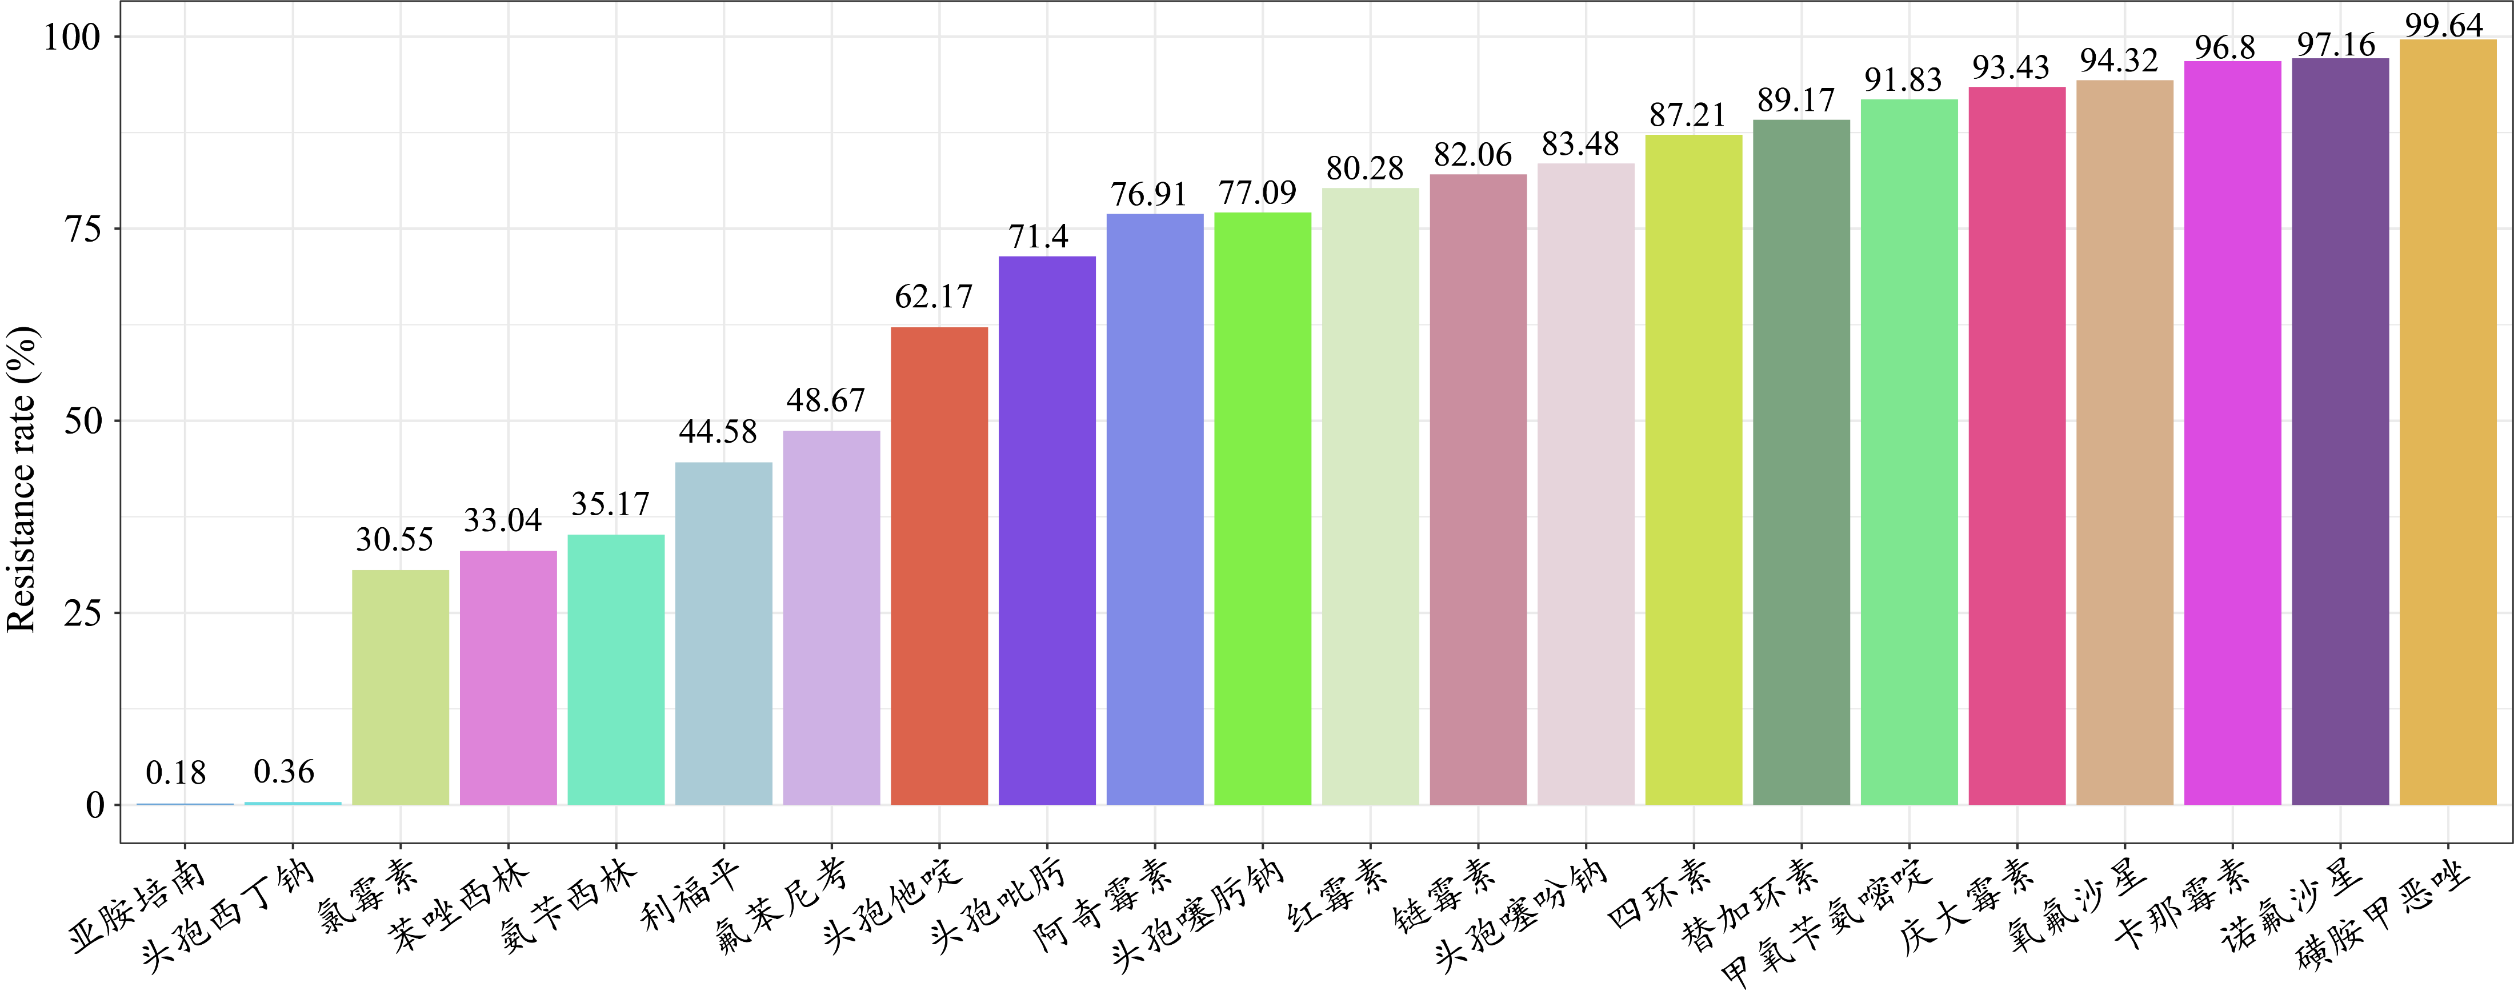 Resistance rate (%)
100
75
50
25
0
0.18
0.36
30.55
33.04
35.17
44.58
48.67
62.17
71.4
76.91
77.09
80.28
82.06
83.48
87.21
89.17
91.83
93.43
94.32
96.8
97.16
99.64
亚胺培南
头孢西丁钠
氯霉素
苯唑西林
氨苄西林
利福平
氟苯尼考
头孢他啶
头孢吡肟
阿奇霉素
头孢噻肟钠
红霉素
链霉素
头孢噻吩钠
四环素
替加环素
甲氧苄氨嘧啶
庆大霉素
氧氟沙星
卡那霉素
诺氟沙星
磺胺甲恶唑